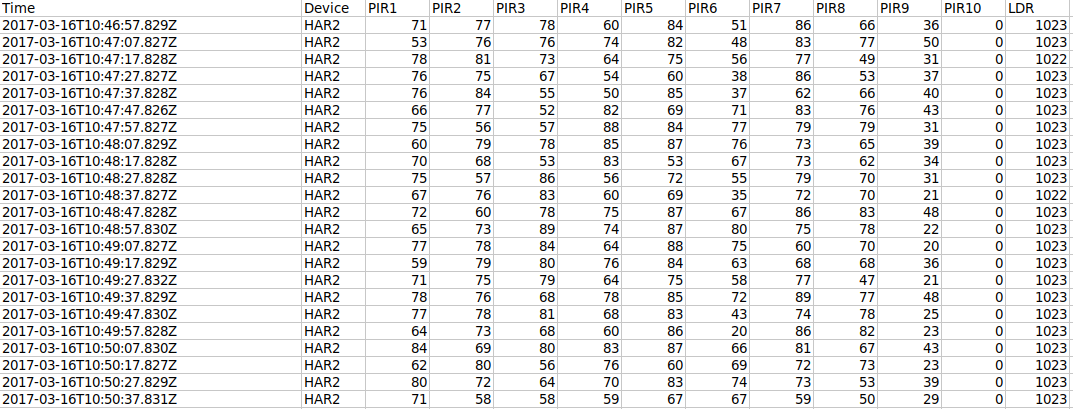 Time Device PIR1 PIR2 PIR3 PIR4 PIR5 PIR6 PIR7 PIR8 PIR9 PIR10 LDR
2017-03-16T10:46:57.829Z HAR2 71 77 78 60 84 51 86 66 36 0 1023
2017-03-16T10:47:07.827Z HAR2 53 76 76 74 82 48 83 77 50 0 1023
2017-03-16T10:47:17.828Z HAR2 78 81 73 64 75 56 77 49 31 0 1022
2017-03-16T10:47:27.827Z HAR2 76 75 67 54 60 38 86 53 37 0 1023
2017-03-16T10:47:37.828Z HAR2 76 84 55 50 85 37 62 66 40 0 1023
2017-03-16T10:47:47.826Z HAR2 66 77 52 82 69 71 83 76 43 0 1023
2017-03-16T10:47:57.827Z HAR2 75 56 57 88 84 77 79 79 31 0 1023
2017-03-16T10:48:07.829Z HAR2 60 79 78 85 87 76 73 65 39 0 1023
2017-03-16T10:48:17.828Z HAR2 70 68 53 83 53 67 73 62 34 0 1023
2017-03-16T10:48:27.828Z HAR2 75 57 86 56 72 55 79 70 31 0 1023
2017-03-16T10:48:37.827Z HAR2 67 76 83 60 69 35 72 70 21 0 1022
2017-03-16T10:48:47.828Z HAR2 72 60 78 75 87 67 86 83 48 0 1023
2017-03-16T10:48:57.830Z HAR2 65 73 89 74 87 80 75 78 22 0 1023
2017-03-16T10:49:07.827Z HAR2 77 78 84 64 88 75 60 70 20 0 1023
2017-03-16T10:49:17.829Z HAR2 59 79 80 76 84 63 68 68 36 0 1023
2017-03-16T10:49:27.832Z HAR2 71 75 79 64 75 58 77 47 21 0 1023
2017-03-16T10:49:37.829Z HAR2 78 76 68 78 85 72 89 77 48 0 1023
2017-03-16T10:49:47.830Z HAR2 77 78 81 68 83 43 74 78 25 0 1023
2017-03-16T10:49:57.828Z HAR2 64 73 68 60 86 20 86 82 23 0 1023
2017-03-16T10:50:07.830Z HAR2 84 69 80 83 87 66 81 67 43 0 1023
2017-03-16T10:50:17.827Z HAR2 62 80 56 76 60 69 72 73 23 0 1023
2017-03-16T10:50:27.829Z HAR2 80 72 64 70 83 74 73 53 39 0 1023
2017-03-16T10:50:37.831Z HAR2 71 58 58 59 67 67 59 50 29 0 1023